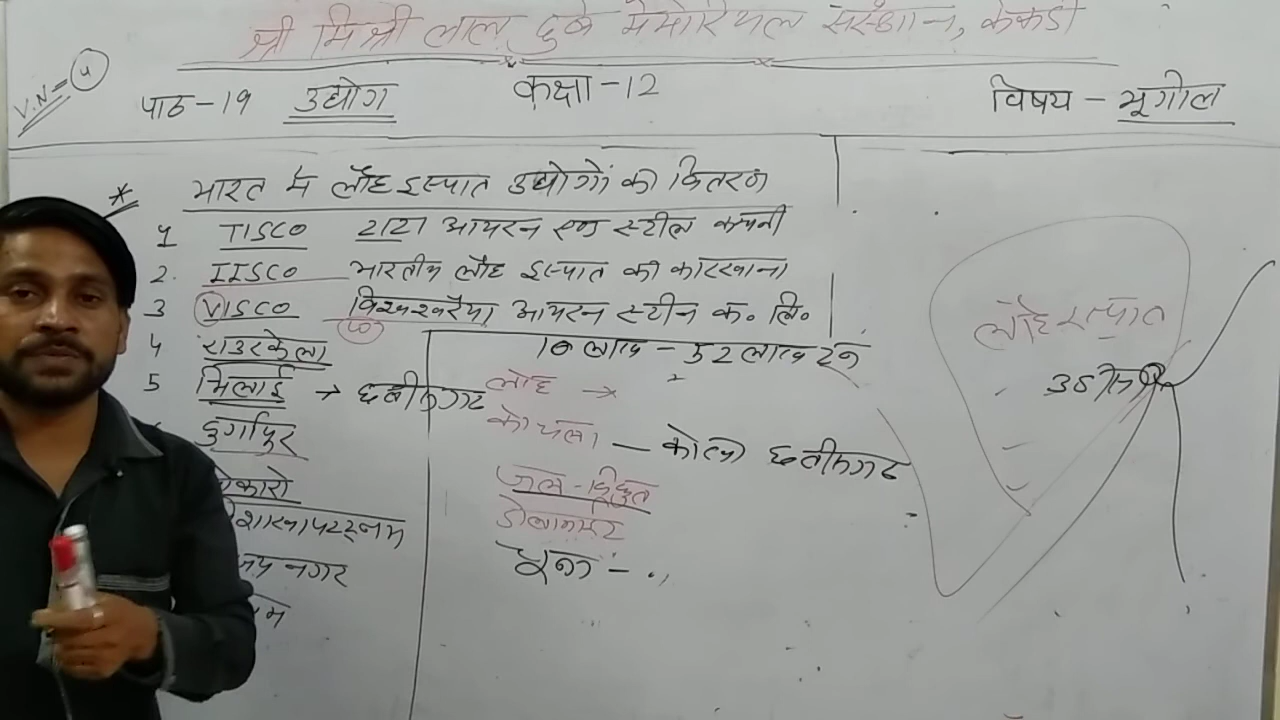 श्री मिश्री लाल दुबे मेमोरियल संस्थान, केकडी
V.N= 4
पाठ-19 उद्योग कक्षा-12 विषय - भूगोल
* भारत में लौह इस्पात उद्योगों का वितरण
1 TISCO टाटा आयरन एण्ड स्टील कम्पनी
2. IISCO भारतीय लौह इस्पात का कारखाना
3 VISCO विश्वेश्वरैया आयरन स्टील क० लि०
4 राउरकेला
10 लाख - 52 लाख टन
5 भिलाई → छत्तीसगढ
लौह →
कोयला — कोरबा छत्तीसगढ
दुर्गापुर
जल-विद्युत
डोलोमाइट
चूना - ..
लौह इस्पात